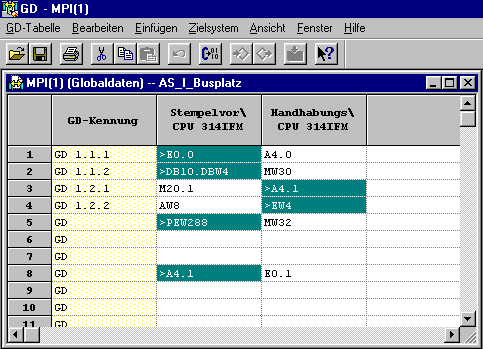 GD - MPI(1)
GD-Tabelle Bearbeiten Einfügen Zielsystem Ansicht Fenster Hilfe
MPI(1) (Globaldaten) -- AS_I_Busplatz
GD-Kennung Stempelvor\ Handhabungs\
CPU 314IFM CPU 314IFM
1 GD 1.1.1 >E0.0 A4.0
2 GD 1.1.2 >DB10.DBW4 MW30
3 GD 1.2.1 M20.1 >A4.1
4 GD 1.2.2 AW8 >EW4
5 GD >PEW288 MW32
6 GD
7 GD
8 GD >A4.1 E0.1
9 GD
10 GD
11 GD